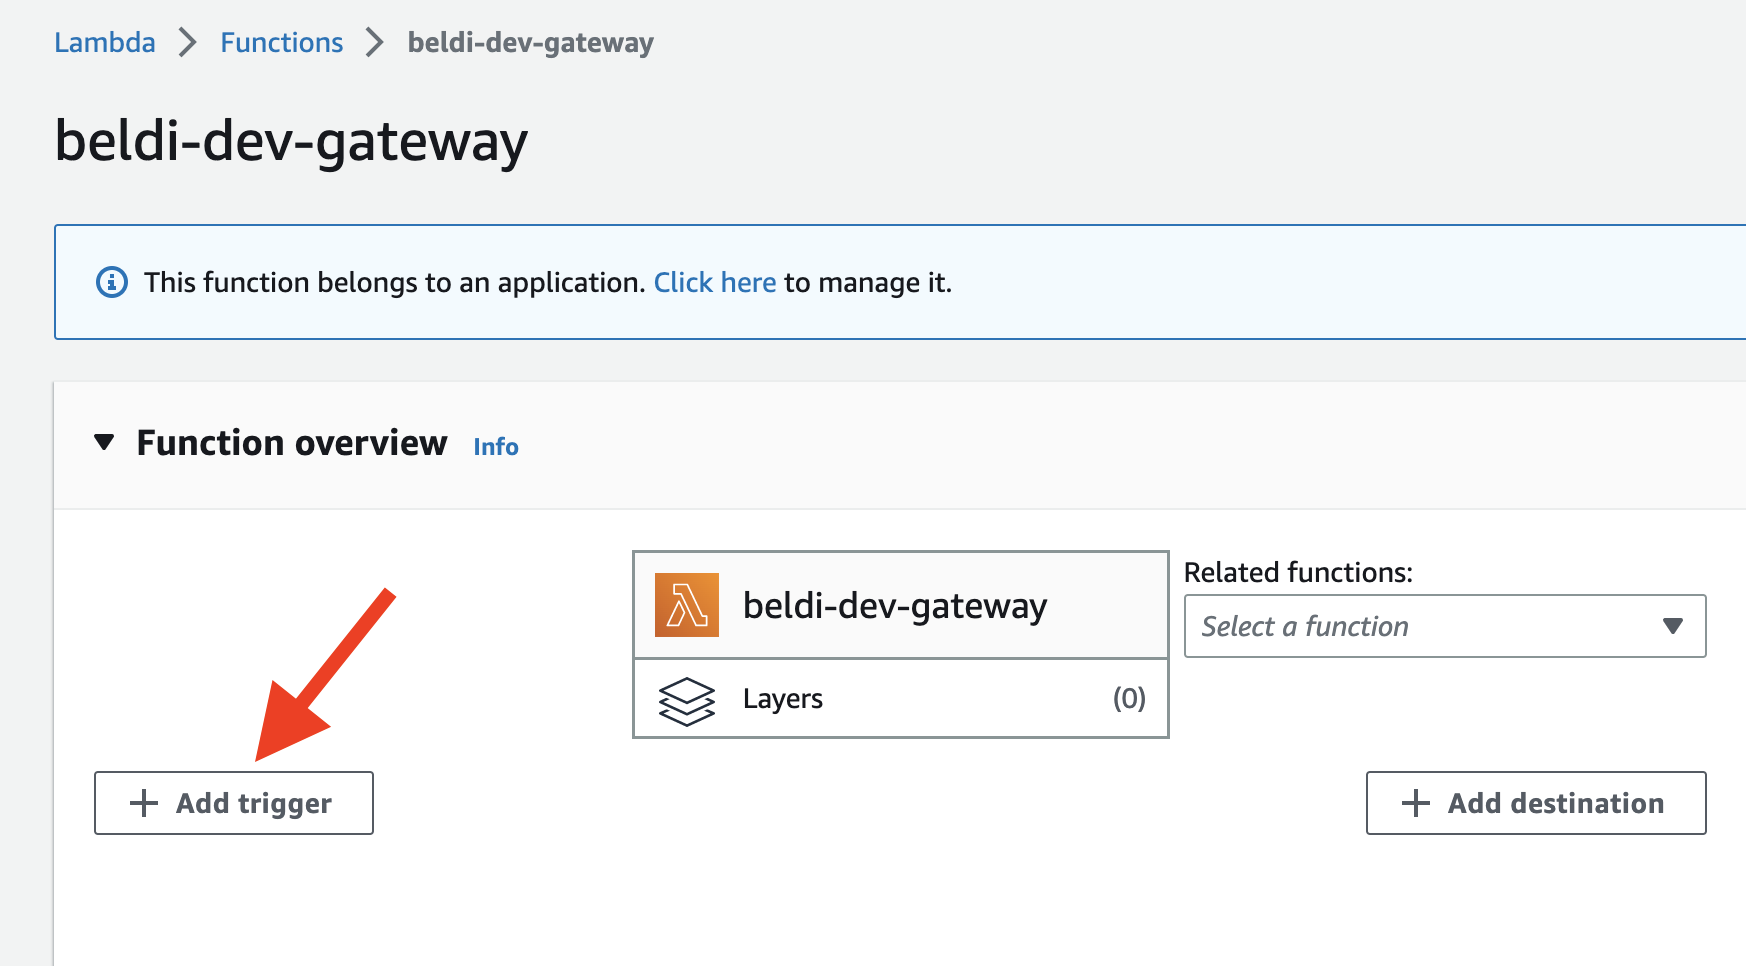 Lambda > Functions > beldi-dev-gateway
beldi-dev-gateway
This function belongs to an application. Click here to manage it.
Function overview Info
beldi-dev-gateway
Related functions:
Select a function
Layers (0)
+ Add trigger
+ Add destination